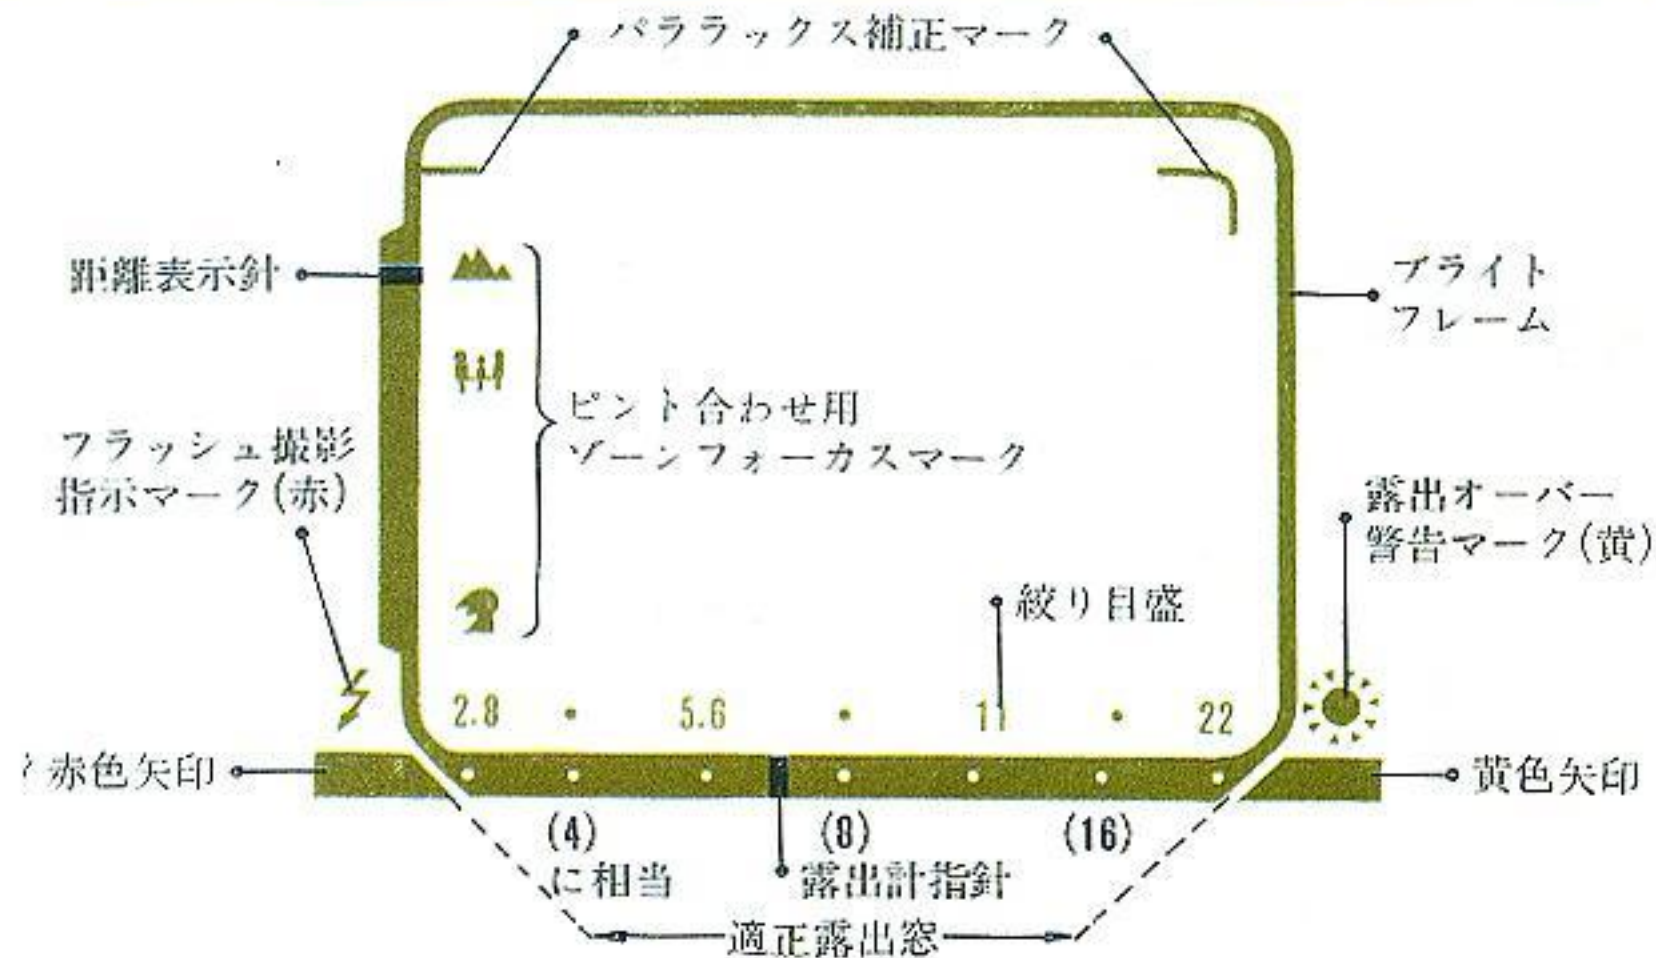 パララックス補正マーク
距離表示針
ブライト
フレーム
ピント合わせ用
ゾーンフォーカスマーク
フラッシュ撮影
指示マーク(赤)
露出オーバー
警告マーク(黄)
絞り目盛
2.8 • 5.6 • 11 • 22
赤色矢印
黄色矢印
(4) (8) (16)
に相当
露出計指針
適正露出窓